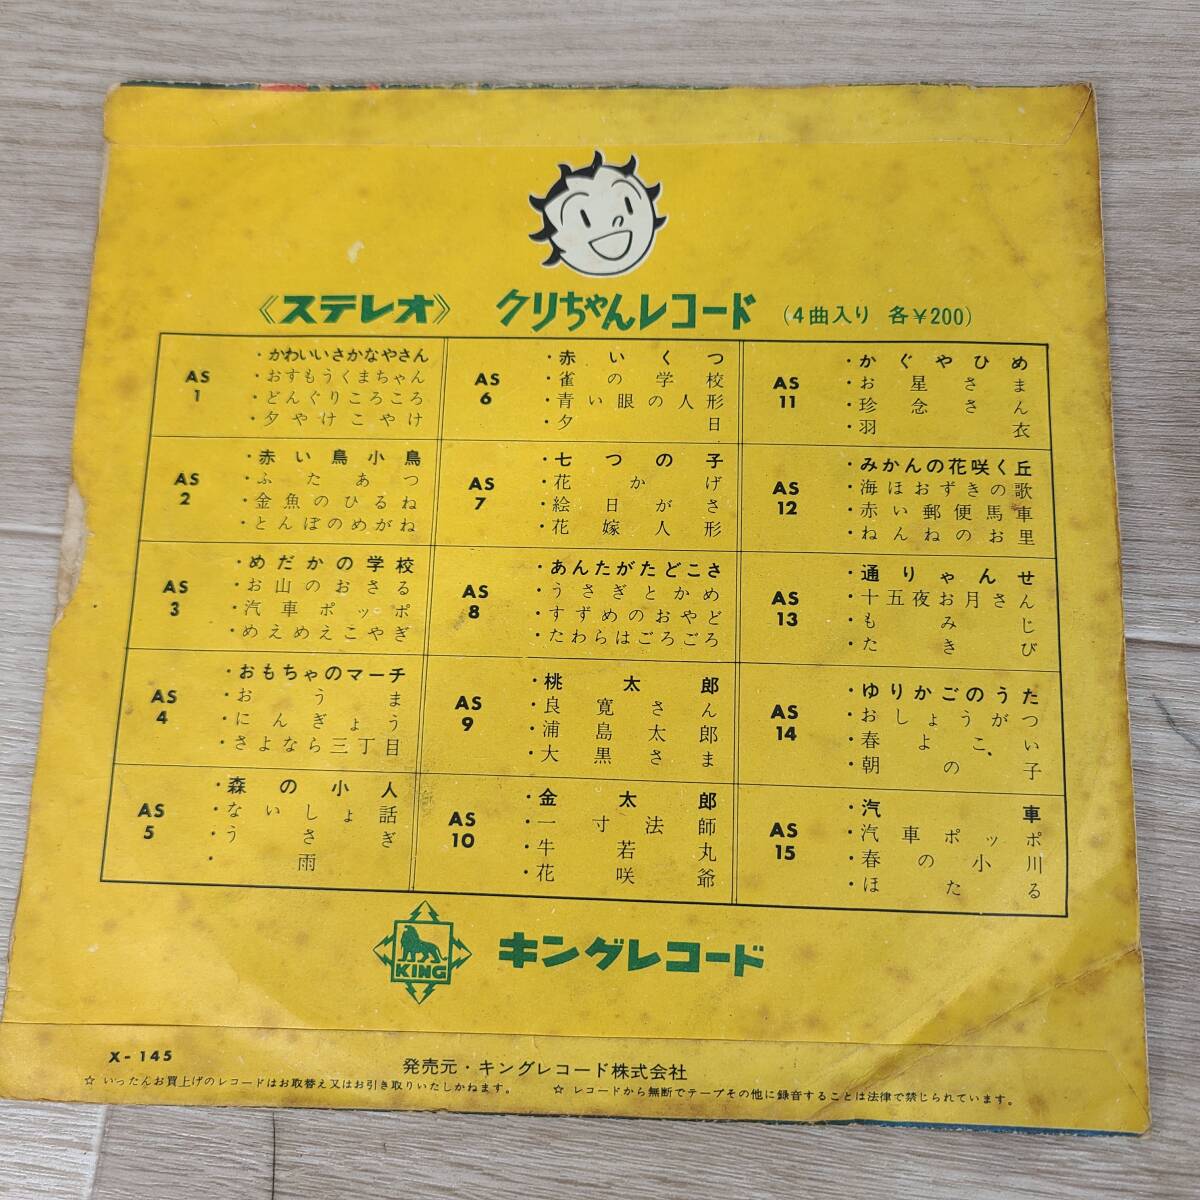 《ステレオ》 クリちゃんレコード (4曲入り 各¥200)
AS 1
・かわいいさかなやさん
・おすもうくまちゃん
・どんぐりころころ
・夕やけこやけ
AS 2
・赤い鳥小鳥
・ふたあつ
・金魚のひるね
・とんぼのめがね
AS 3
・めだかの学校
・お山のおさる
・汽車ポッポ
・めえめえこやぎ
AS 4
・おもちゃのマーチ
・おうま
・にんぎょう
・さよなら三丁目
AS 5
・森の小人
・ないしょ話
・うさぎ
・雨
AS 6
・赤いくつ
・雀の学校
・青い眼の人形
・夕日
AS 7
・七つの子
・花かげ
・絵日がさ
・花嫁人形
AS 8
・あんたがたどこさ
・うさぎとかめ
・すずめのおやど
・たわらはごろごろ
AS 9
・桃太郎
・良寛さん
・浦島太郎
・大黒さま
AS 10
・金太郎
・一寸法師
・牛若丸
・花咲爺
AS 11
・かぐやひめ
・お星さま
・珍念さん
・羽衣
AS 12
・みかんの花咲く丘
・海ほおずきの歌
・赤い郵便馬車
・ねんねのお里
AS 13
・通りゃんせ
・十五夜お月さん
・もみじ
・たきび
AS 14
・ゆりかごのうた
・おしょうがつ
・春よこい
・朝の子
AS 15
・汽車
・汽車ポッポ
・春の小川
・ほたる
KING キングレコード
X-145
発売元・キングレコード株式会社
☆ いったんお買上げのレコードはお取替え又はお引き取りいたしかねます。 ☆ レコードから無断でテープその他に録音することは法律で禁じられています。